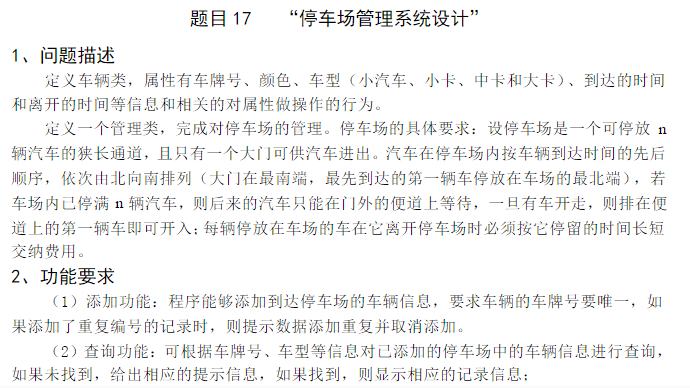 题目17 “停车场管理系统设计”
1、问题描述
定义车辆类，属性有车牌号、颜色、车型（小汽车、小卡、中卡和大卡）、到达的时间
和离开的时间等信息和相关的对属性做操作的行为。
定义一个管理类，完成对停车场的管理。停车场的具体要求：设停车场是一个可停放 n
辆汽车的狭长通道，且只有一个大门可供汽车进出。汽车在停车场内按车辆到达时间的先后
顺序，依次由北向南排列（大门在最南端，最先到达的第一辆车停放在车场的最北端），若
车场内已停满 n 辆汽车，则后来的汽车只能在门外的便道上等待，一旦有车开走，则排在便
道上的第一辆车即可开入；每辆停放在车场的车在它离开停车场时必须按它停留的时间长短
交纳费用。
2、功能要求
（1）添加功能：程序能够添加到达停车场的车辆信息，要求车辆的车牌号要唯一，如
果添加了重复编号的记录时，则提示数据添加重复并取消添加。
（2）查询功能：可根据车牌号、车型等信息对已添加的停车场中的车辆信息进行查询，
如果未找到，给出相应的提示信息，如果找到，则显示相应的记录信息；